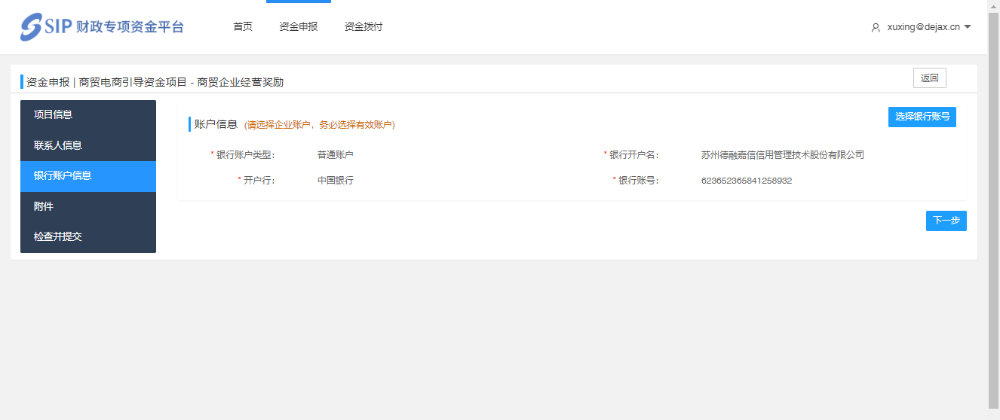 SIP 财政专项资金平台 首页 资金申报 资金拨付 xuxing@dejax.cn
资金申报 | 商贸电商引导资金项目 - 商贸企业经营奖励 返回
项目信息
联系人信息
银行账户信息
附件
检查并提交
账户信息 (请选择企业账户，务必选择有效账户) 选择银行账号
* 银行账户类型： 普通账户 * 银行开户名： 苏州德融嘉信信用管理技术股份有限公司
* 开户行： 中国银行 * 银行账号： 623652365841258932
下一步